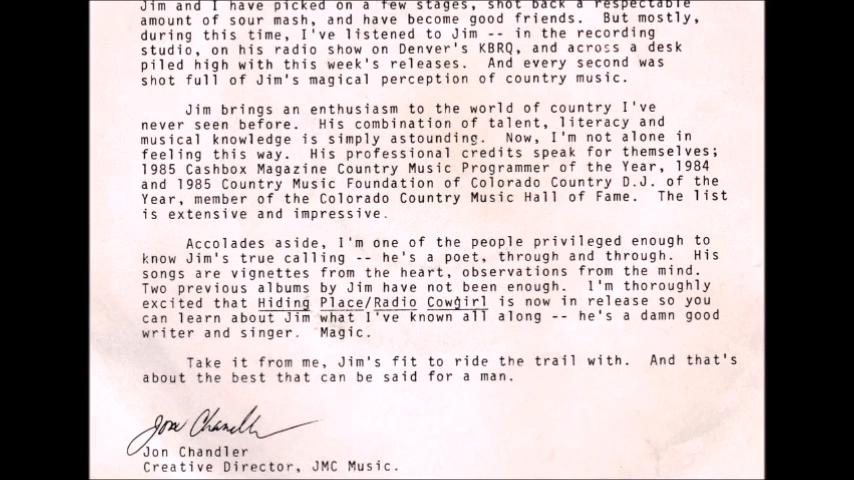 Jim and I have picked on a few stages, shot back a respectable
amount of sour mash, and have become good friends. But mostly,
during this time, I've listened to Jim -- in the recording
studio, on his radio show on Denver's KBRQ, and across a desk
piled high with this week's releases. And every second was
shot full of Jim's magical perception of country music.
Jim brings an enthusiasm to the world of country I've
never seen before. His combination of talent, literacy and
musical knowledge is simply astounding. Now, I'm not alone in
feeling this way. His professional credits speak for themselves;
1985 Cashbox Magazine Country Music Programmer of the Year, 1984
and 1985 Country Music Foundation of Colorado Country D.J. of the
Year, member of the Colorado Country Music Hall of Fame. The list
is extensive and impressive.
Accolades aside, I'm one of the people privileged enough to
know Jim's true calling -- he's a poet, through and through. His
songs are vignettes from the heart, observations from the mind.
Two previous albums by Jim have not been enough. I'm thoroughly
excited that Hiding Place/Radio Cowgirl is now in release so you
can learn about Jim what I've known all along -- he's a damn good
writer and singer. Magic.
Take it from me, Jim's fit to ride the trail with. And that's
about the best that can be said for a man.
Jon Chandler
Jon Chandler
Creative Director, JMC Music.